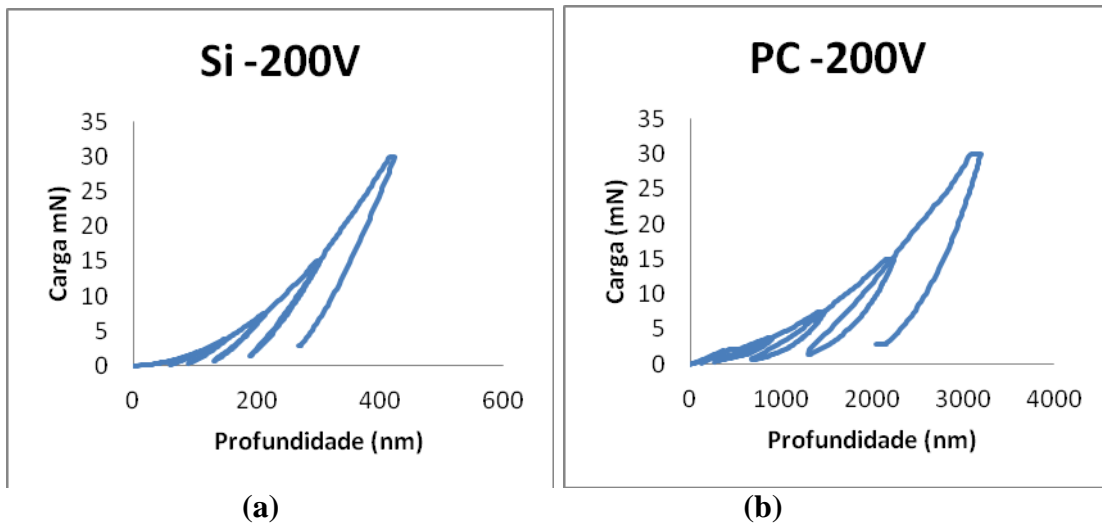 Si -200V
35
30
25
20
15
10
5
0
Carga mN)
0 200 400 600
Profundidade (nm)
(a)
PC -200V
35
30
25
20
15
10
5
0
Carga (mN)
0 1000 2000 3000 4000
Profundidade (nm)
(b)